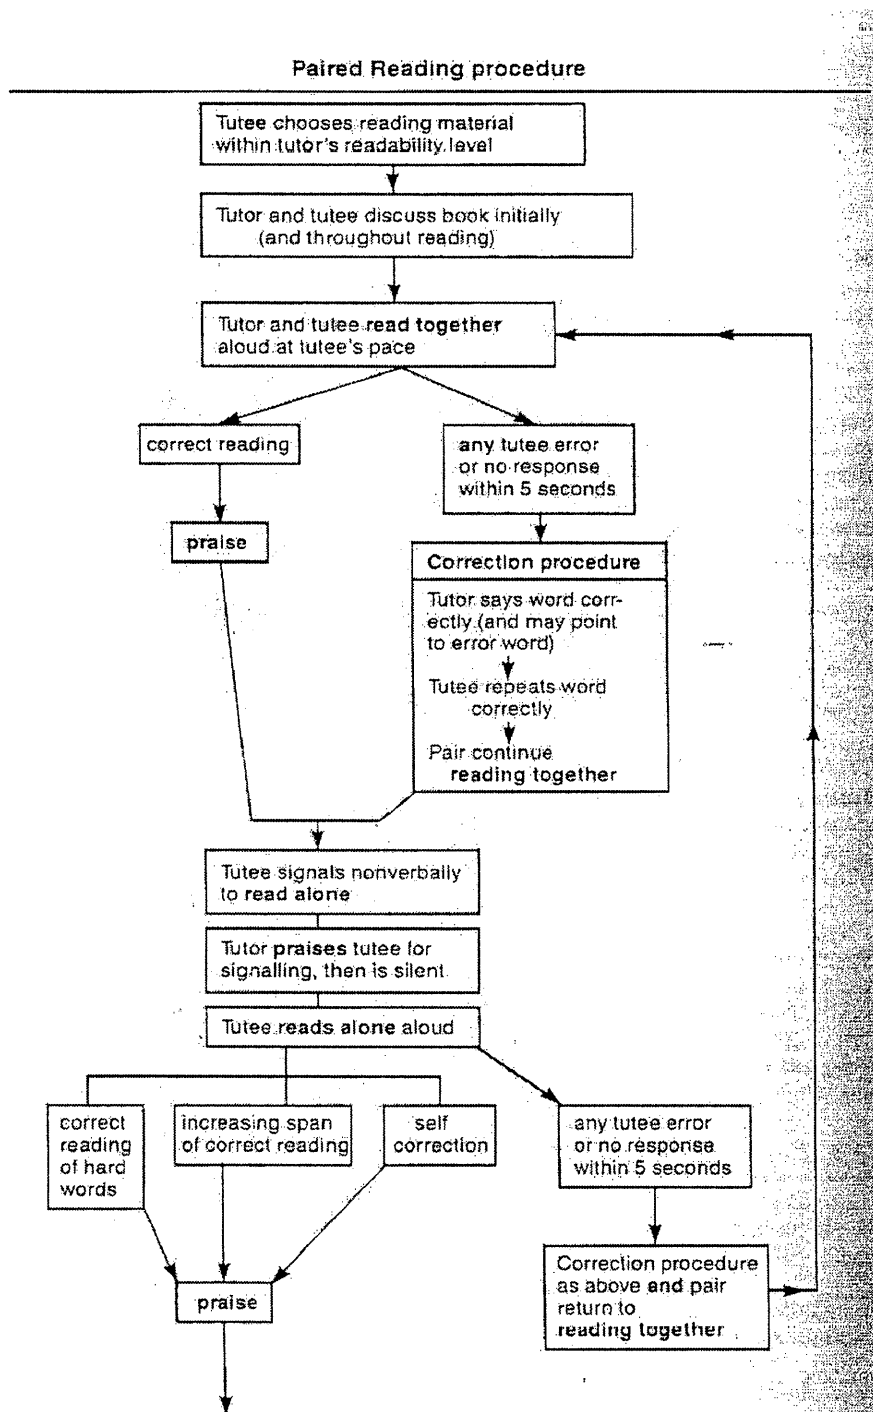 Paired Reading procedure
Tutee chooses reading material
within tutor's readability level
Tutor and tutee discuss book initially
(and throughout reading)
Tutor and tutee read together
aloud at tutee's pace
correct reading
any tutee error
or no response
within 5 seconds
praise
Correction procedure
Tutor says word corr-
ectly (and may point
to error word)
Tutee repeats word
correctly
Pair continue
reading together
Tutee signals nonverbally
to read alone
Tutor praises tutee for
signalling, then is silent
Tutee reads alone aloud
correct
reading
of hard
words
increasing span
of correct reading
self
correction
any tutee error
or no response
within 5 seconds
praise
Correction procedure
as above and pair
return to
reading together